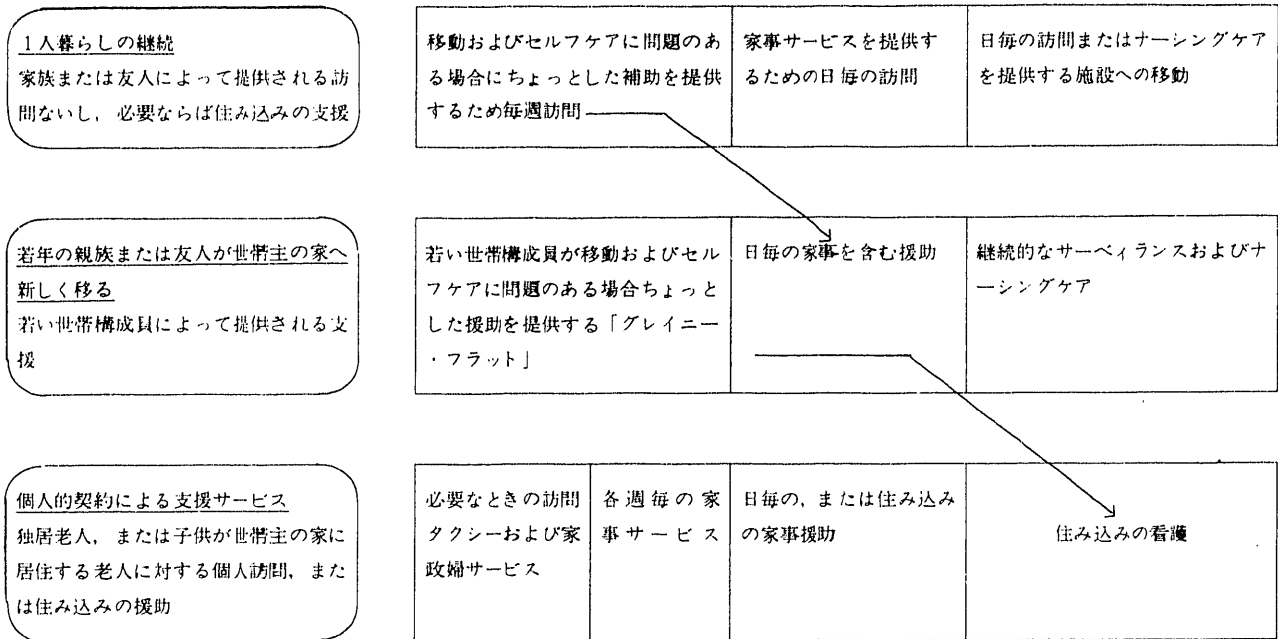 1人暮らしの継続
家族または友人によって提供される訪
問ないし,必要ならば住み込みの支援
移動およびセルフケアに問題のあ
る場合にちょっとした補助を提供
するため毎週訪問
家事サービスを提供す
るための日毎の訪問
日毎の訪問またはナーシングケア
を提供する施設への移動
若年の親族または友人が世帯主の家へ
新しく移る
若い世帯構成員によって提供される支
援
若い世帯構成員が移動およびセル
フケアに問題のある場合ちょっと
した援助を提供する「グレイニー
・フラット」
日毎の家事を含む援助
継続的なサーベィランスおよびナ
ーシングケア
個人的契約による支援サービス
独居老人,または子供が世帯主の家に
居住する老人に対する個人訪問,また
は住み込みの援助
必要なときの訪問
タクシーおよび家
政婦サービス
各週毎の家
事サービス
日毎の,または住み込み
の家事援助
住み込みの看護